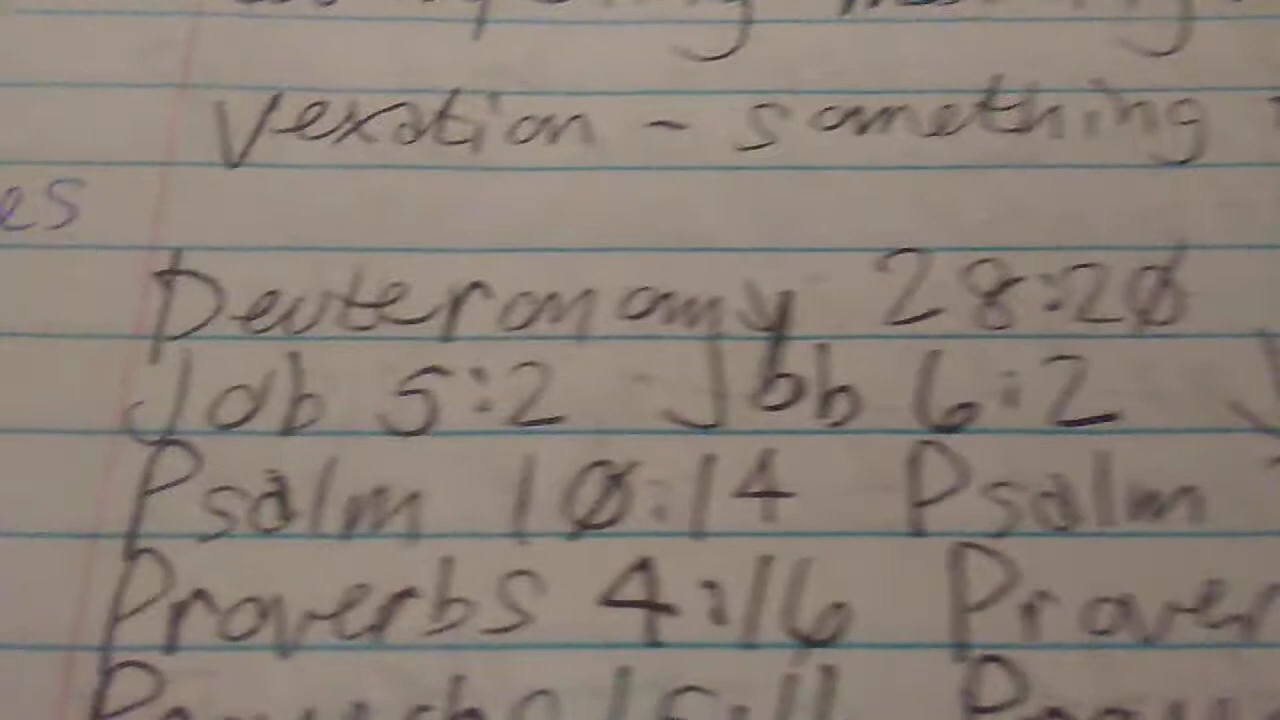 vexation - something
es
Deuteronomy 28:20
Job 5:2 Job 6:2 J
Psalm 10:14 Psalm
Proverbs 4:16 Prover